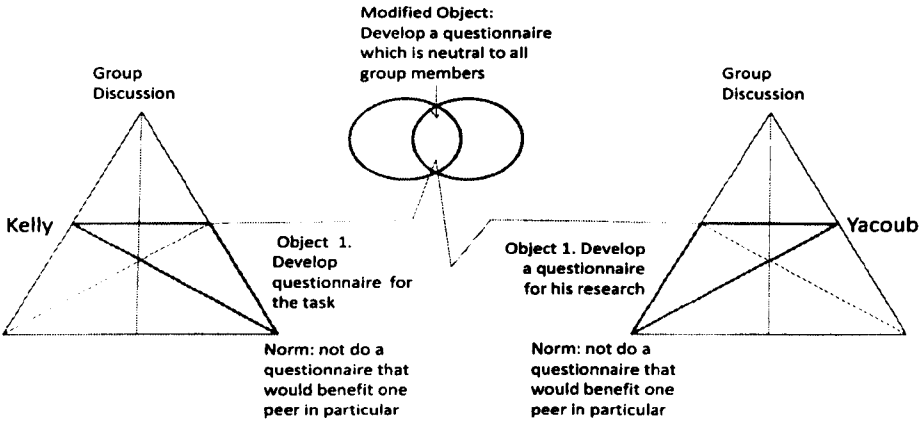 Modified Object:
Develop a questionnaire
which is neutral to all
group members
Group
Discussion
Group
Discussion
Kelly
Yacoub
Object 1.
Develop
questionnaire for
the task
Object 1. Develop
a questionnaire
for his research
Norm: not do a
questionnaire that
would benefit one
peer in particular
Norm: not do a
questionnaire that
would benefit one
peer in particular